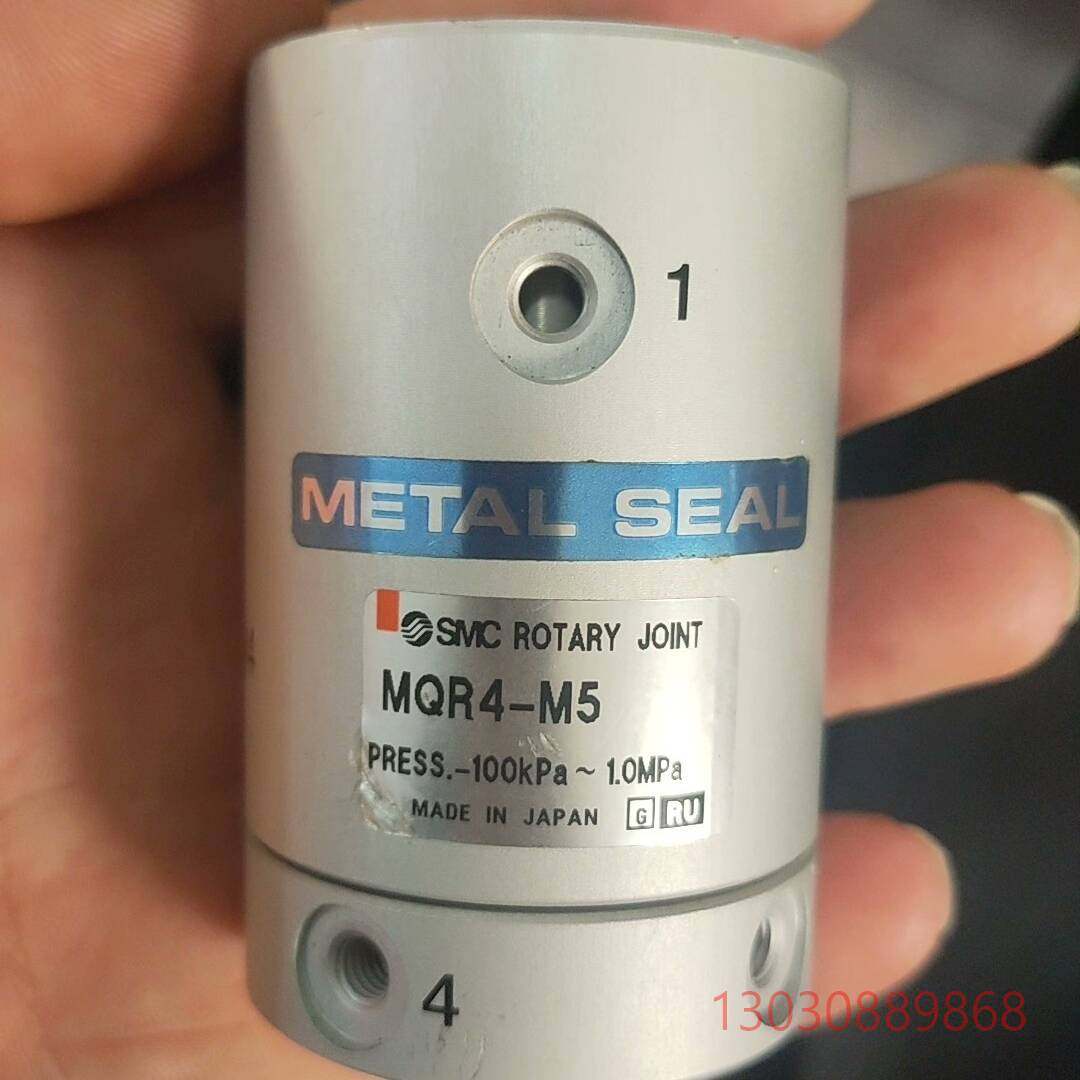 1
METAL SEAL
SMC ROTARY JOINT
MQR4-M5
PRESS.-100kPa~1.0MPa
MADE IN JAPAN G RU
4
13030889868